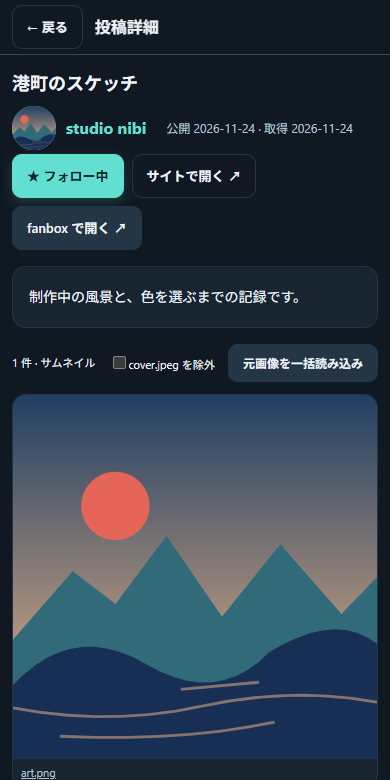 ← 戻る
投稿詳細
港町のスケッチ
studio nibi
公開 2026-11-24 · 取得 2026-11-24
★ フォロー中
サイトで開く ↗
fanbox で開く ↗
制作中の風景と、色を選ぶまでの記録です。
1 件 · サムネイル
cover.jpeg を除外
元画像を一括読み込み
art.png